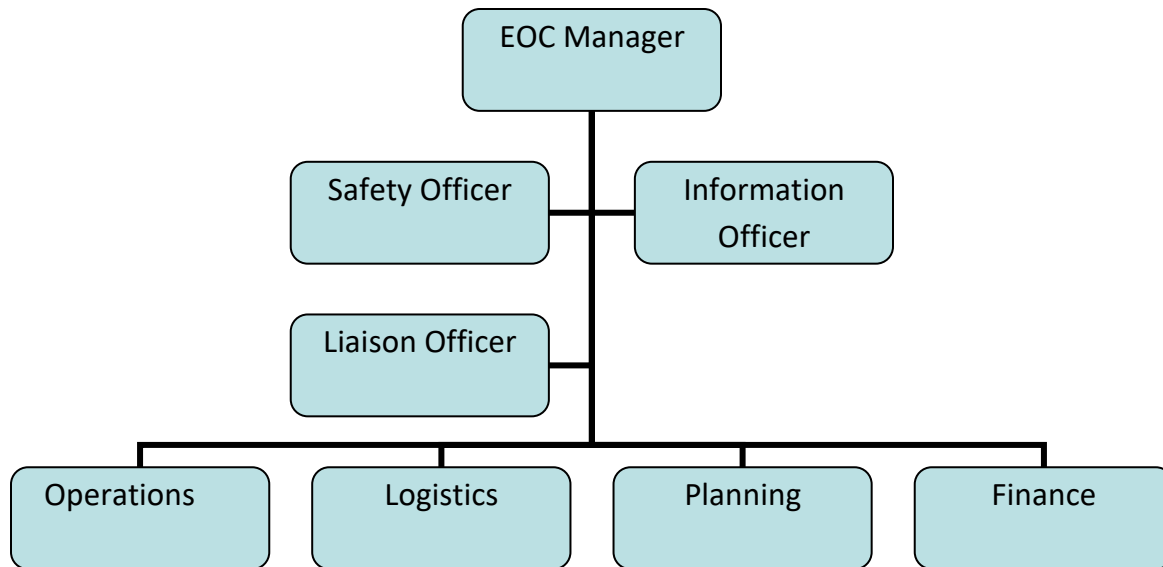 EOC Manager
Safety Officer
Information
Officer
Liaison Officer
Operations
Logistics
Planning
Finance